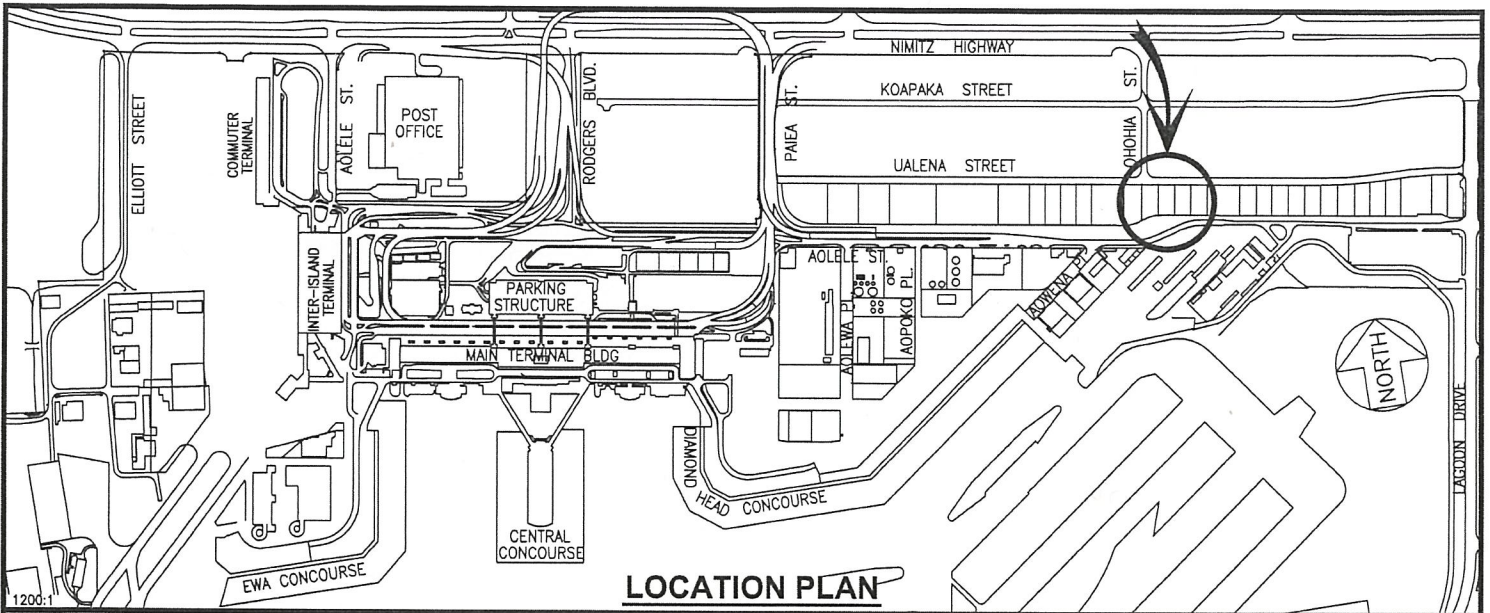 NIMITZ HIGHWAY
KOAPAKA STREET
UALENA STREET
ELLIOTT STREET
COMMUTER
TERMINAL
AOLELE ST.
POST
OFFICE
RODGERS BLVD.
PAIEA ST.
OHOHIA ST.
INTER-ISLAND
TERMINAL
PARKING
STRUCTURE
MAIN TERMINAL BLDG
AOLELE ST.
AOLEWA PL.
AOPOKO PL.
AOWENA
NORTH
LAGOON DRIVE
DIAMOND
HEAD CONCOURSE
CENTRAL
CONCOURSE
EWA CONCOURSE
LOCATION PLAN
1200:1